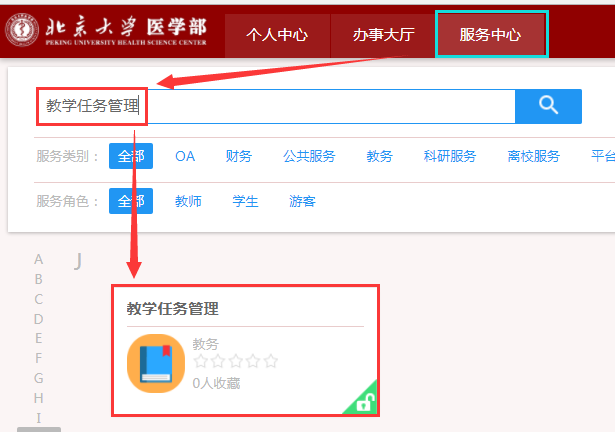 北京大学 医学部
PEKING UNIVERSITY HEALTH SCIENCE CENTER
个人中心 办事大厅 服务中心
教学任务管理
服务类别： 全部 OA 财务 公共服务 教务 科研服务 离校服务 平台
服务角色： 全部 教师 学生 游客
A
J
B
C
D
E
F
G
H
I
教学任务管理
教务
0人收藏